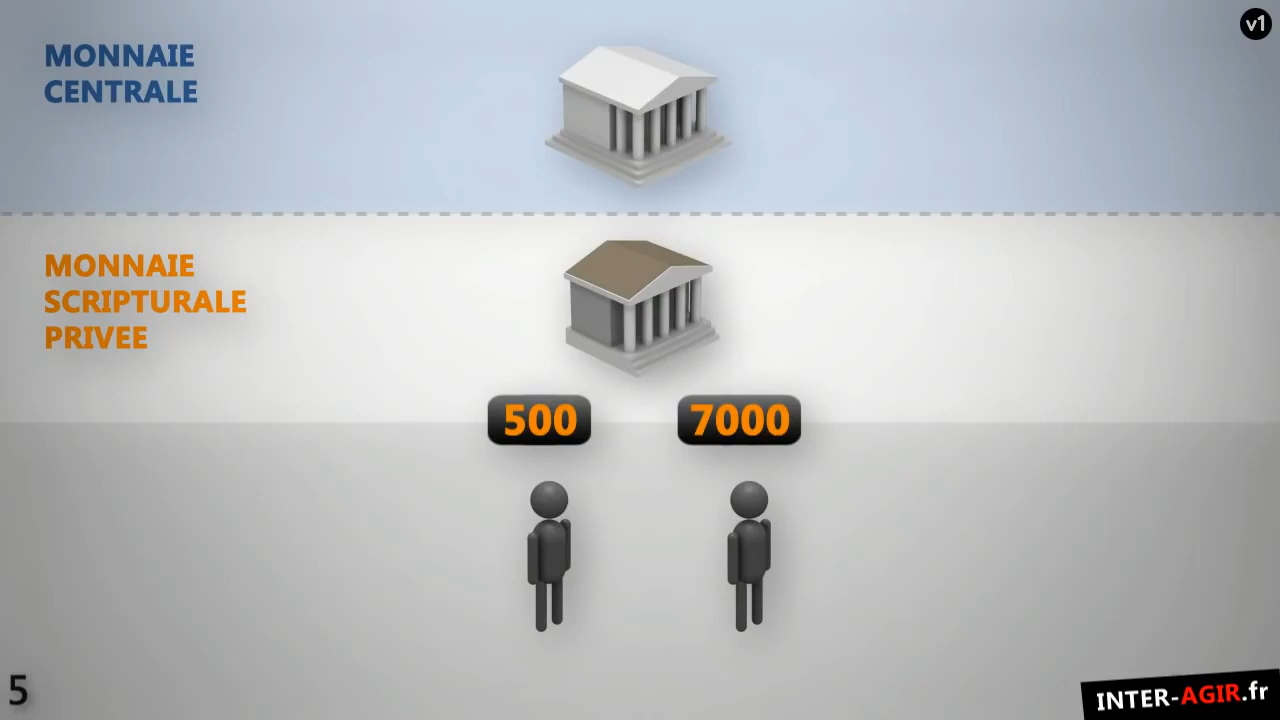 v1
MONNAIE
CENTRALE
MONNAIE
SCRIPTURALE
PRIVEE
500 7000
5
INTER-AGIR.fr